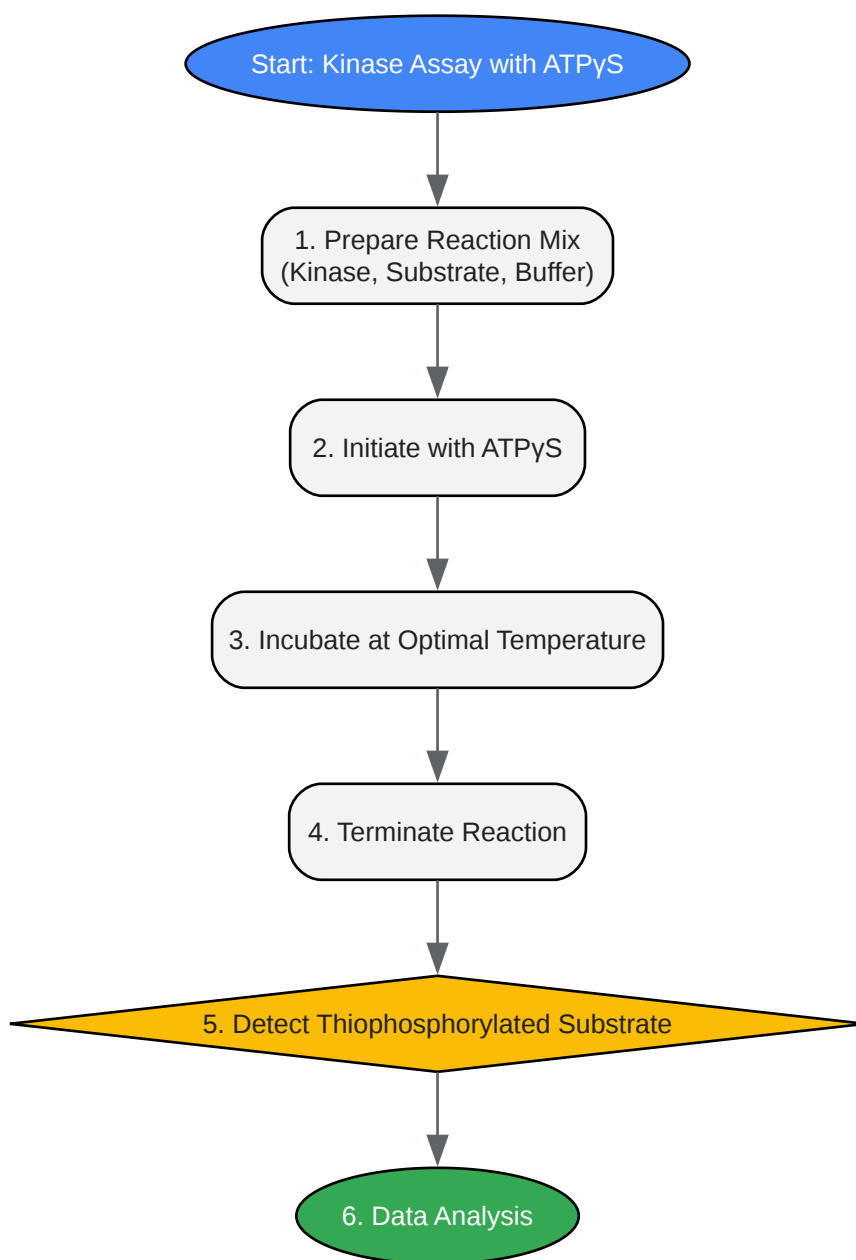 Start: Kinase Assay with ATPγS
1. Prepare Reaction Mix
(Kinase, Substrate, Buffer)
2. Initiate with ATPγS
3. Incubate at Optimal Temperature
4. Terminate Reaction
5. Detect Thiophosphorylated Substrate
6. Data Analysis